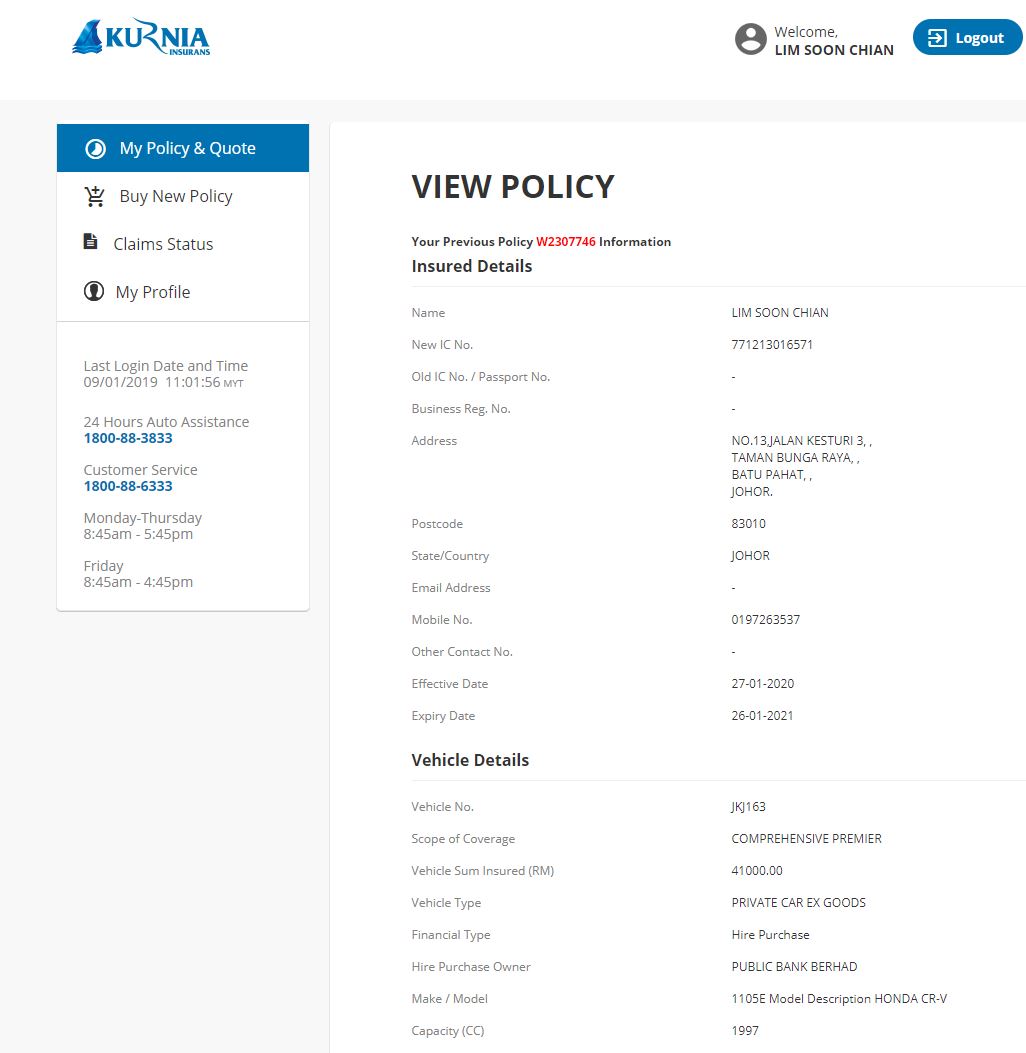 KURNIA
INSURANS
Welcome,
LIM SOON CHIAN
Logout
My Policy & Quote
Buy New Policy
Claims Status
My Profile
Last Login Date and Time
09/01/2019 11:01:56 MYT
24 Hours Auto Assistance
1800-88-3833
Customer Service
1800-88-6333
Monday-Thursday
8:45am - 5:45pm
Friday
8:45am - 4:45pm
VIEW POLICY
Your Previous Policy W2307746 Information
Insured Details
Name LIM SOON CHIAN
New IC No. 771213016571
Old IC No. / Passport No. -
Business Reg. No. -
Address NO.13,JALAN KESTURI 3, ,
TAMAN BUNGA RAYA, ,
BATU PAHAT, ,
JOHOR.
Postcode 83010
State/Country JOHOR
Email Address -
Mobile No. 0197263537
Other Contact No. -
Effective Date 27-01-2020
Expiry Date 26-01-2021
Vehicle Details
Vehicle No. JKJ163
Scope of Coverage COMPREHENSIVE PREMIER
Vehicle Sum Insured (RM) 41000.00
Vehicle Type PRIVATE CAR EX GOODS
Financial Type Hire Purchase
Hire Purchase Owner PUBLIC BANK BERHAD
Make / Model 1105E Model Description HONDA CR-V
Capacity (CC) 1997